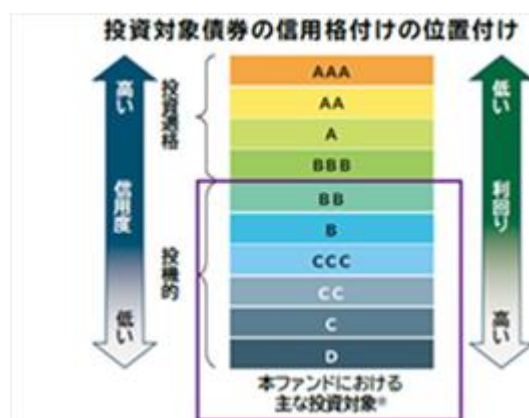 投資対象債券の信用格付けの位置付け
高い
信用度
低い
投資適格
投機的
AAA
AA
A
BBB
BB
B
CCC
CC
C
D
本ファンドにおける
主な投資対象※
低い
利回り
高い